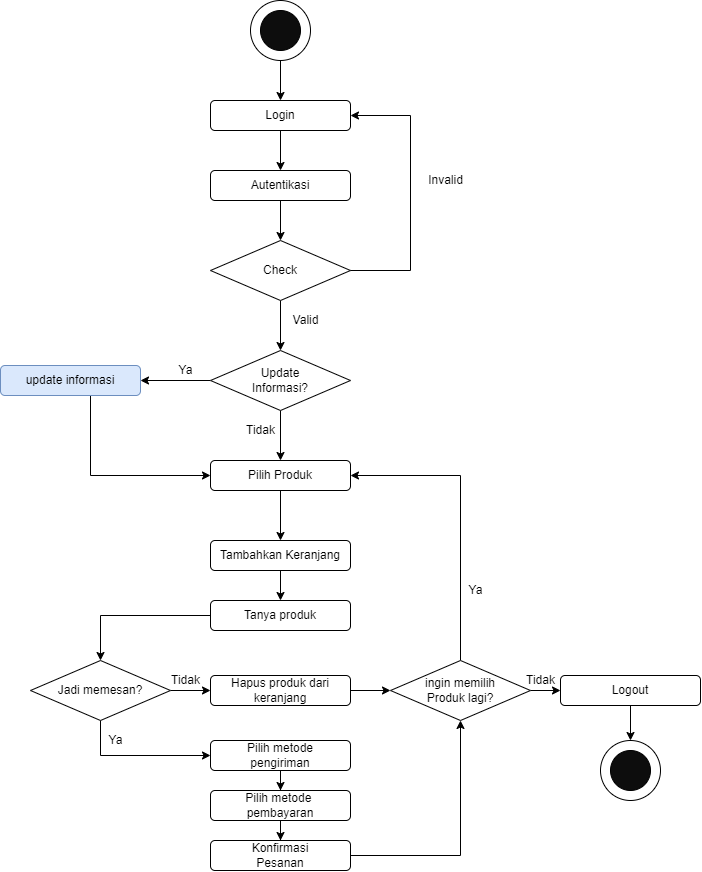 Login
Autentikasi
Invalid
Check
Valid
Update
Informasi?
Ya
update informasi
Tidak
Pilih Produk
Tambahkan Keranjang
Tanya produk
Ya
Jadi memesan?
Tidak
Hapus produk dari
keranjang
ingin memilih
Produk lagi?
Tidak
Logout
Ya
Pilih metode
pengiriman
Pilih metode
pembayaran
Konfirmasi
Pesanan